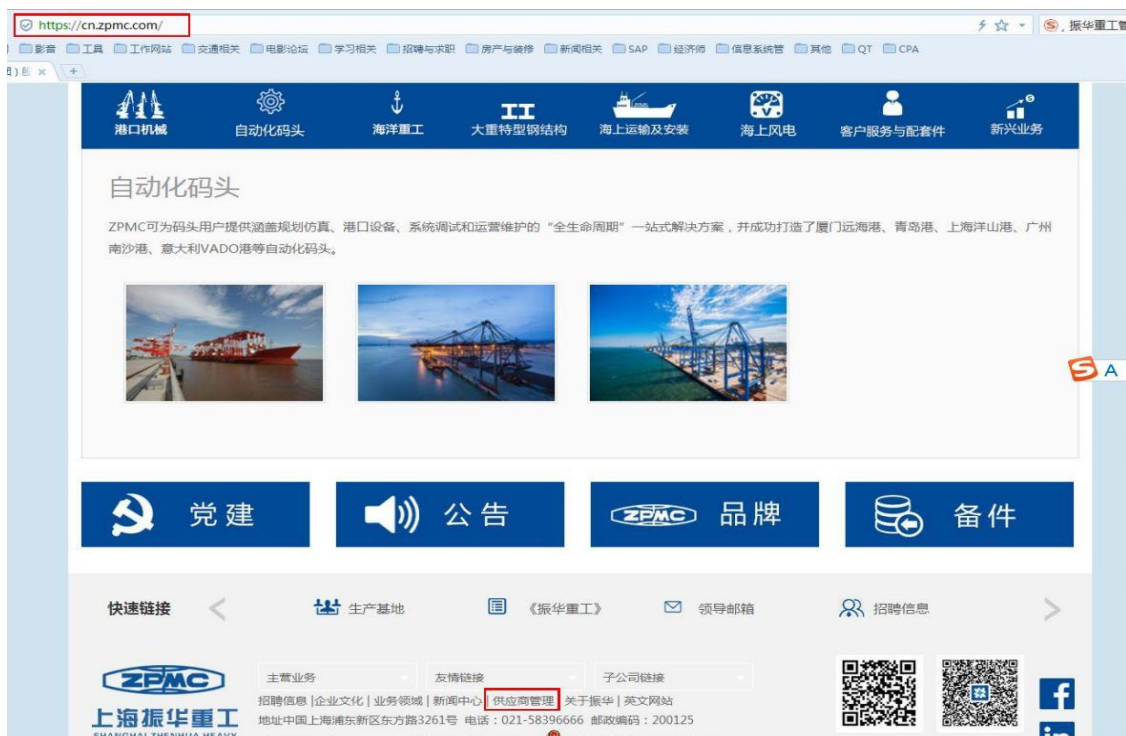 https://cn.zpmc.com/
振华重工
影音 工具 工作网站 交通相关 电影论坛 学习相关 招聘与求职 房产与装修 新闻相关 SAP 经济师 信息系统管 其他 QT CPA
港口机械 自动化码头 海洋重工 大重特型钢结构 海上运输及安装 海上风电 客户服务与配套件 新兴业务
自动化码头
ZPMC可为码头用户提供涵盖规划仿真、港口设备、系统调试和运营维护的“全生命周期”一站式解决方案，并成功打造了厦门远海港、青岛港、上海洋山港、广州
南沙港、意大利VADO港等自动化码头。
S A
党建 公告 ZPMC 品牌 备件
快速链接 生产基地 《振华重工》 领导邮箱 招聘信息
ZPMC
主营业务 友情链接 子公司链接
招聘信息 |企业文化 | 业务领域 | 新闻中心 | 供应商管理 | 关于振华 | 英文网站
上海振华重工
地址中国上海浦东新区东方路3261号 电话：021-58396666 邮政编码：200125
SHANGHAI ZHENHUA HEAVY
f
in